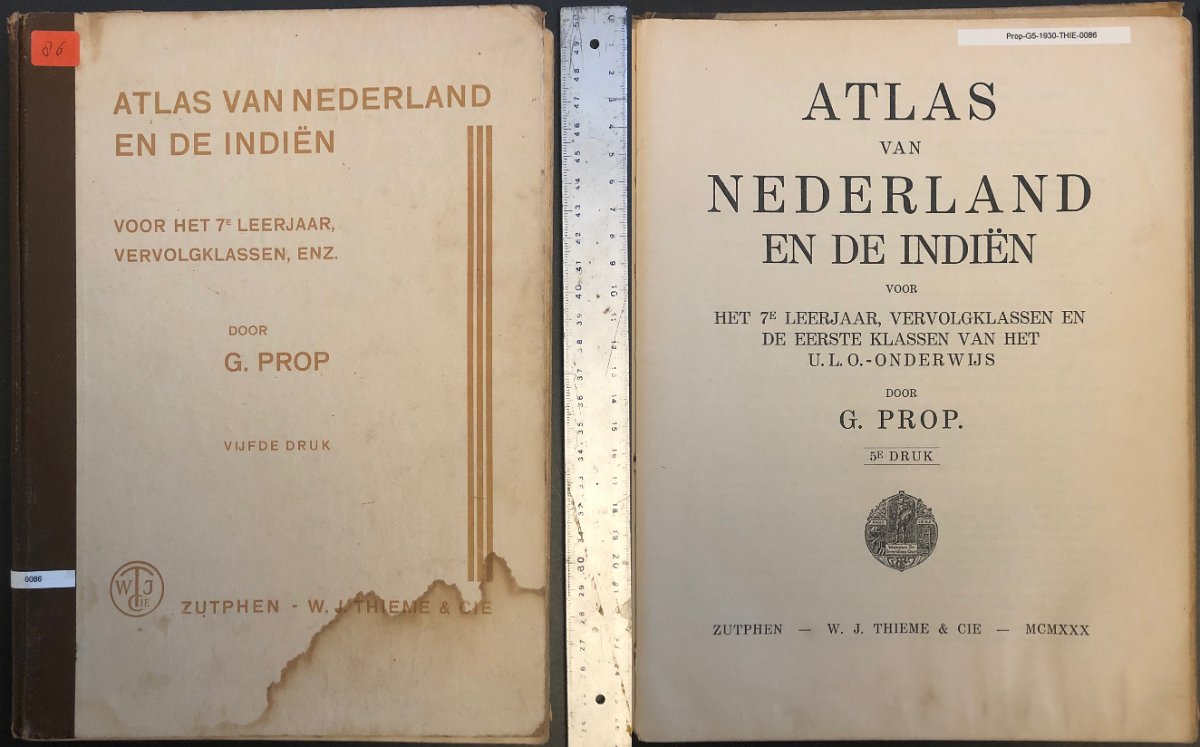 86
ATLAS VAN NEDERLAND
EN DE INDIËN
VOOR HET 7E LEERJAAR,
VERVOLGKLASSEN, ENZ.
DOOR
G. PROP
VIJFDE DRUK
0086
W J
CIE
ZUTPHEN - W. J. THIEME & CIE
Prop-G5-1930-THIE-0086
ATLAS
VAN
NEDERLAND
EN DE INDIËN
VOOR
HET 7E LEERJAAR, VERVOLGKLASSEN EN
DE EERSTE KLASSEN VAN HET
U. L. O.-ONDERWIJS
DOOR
G. PROP.
5E DRUK
ZUTPHEN — W. J. THIEME & CIE — MCMXXX